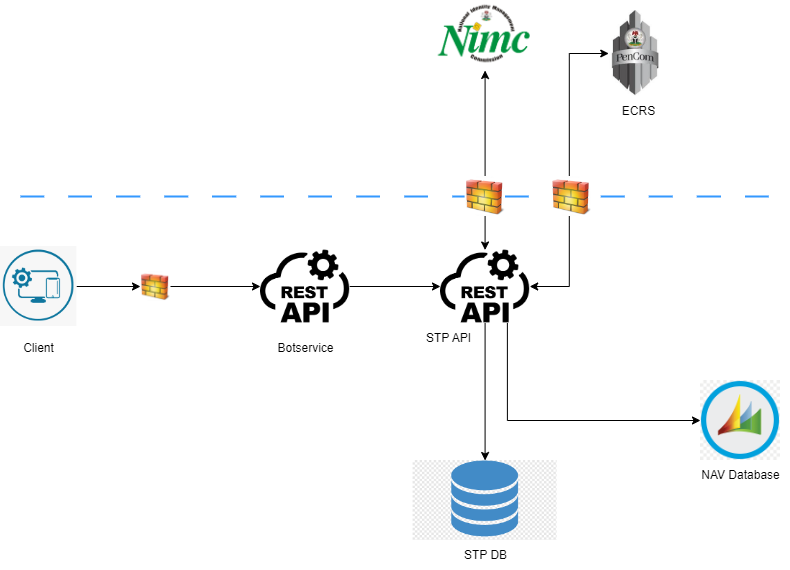 National Identity Management
Nimc
Commission
PenCom
ECRS
REST
API
REST
API
Client
Botservice
STP API
NAV Database
STP DB